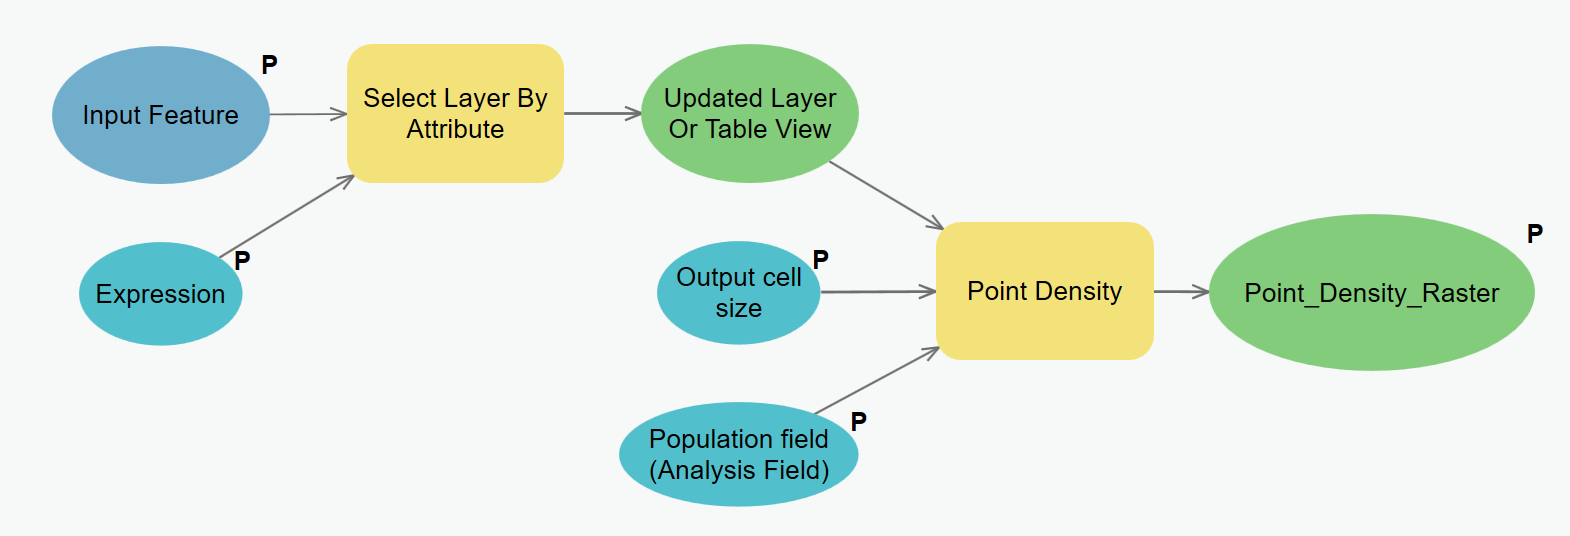 Input Feature
P
Select Layer By
Attribute
Updated Layer
Or Table View
Expression
P
Output cell
size
P
Population field
(Analysis Field)
P
Point Density
Point_Density_Raster
P